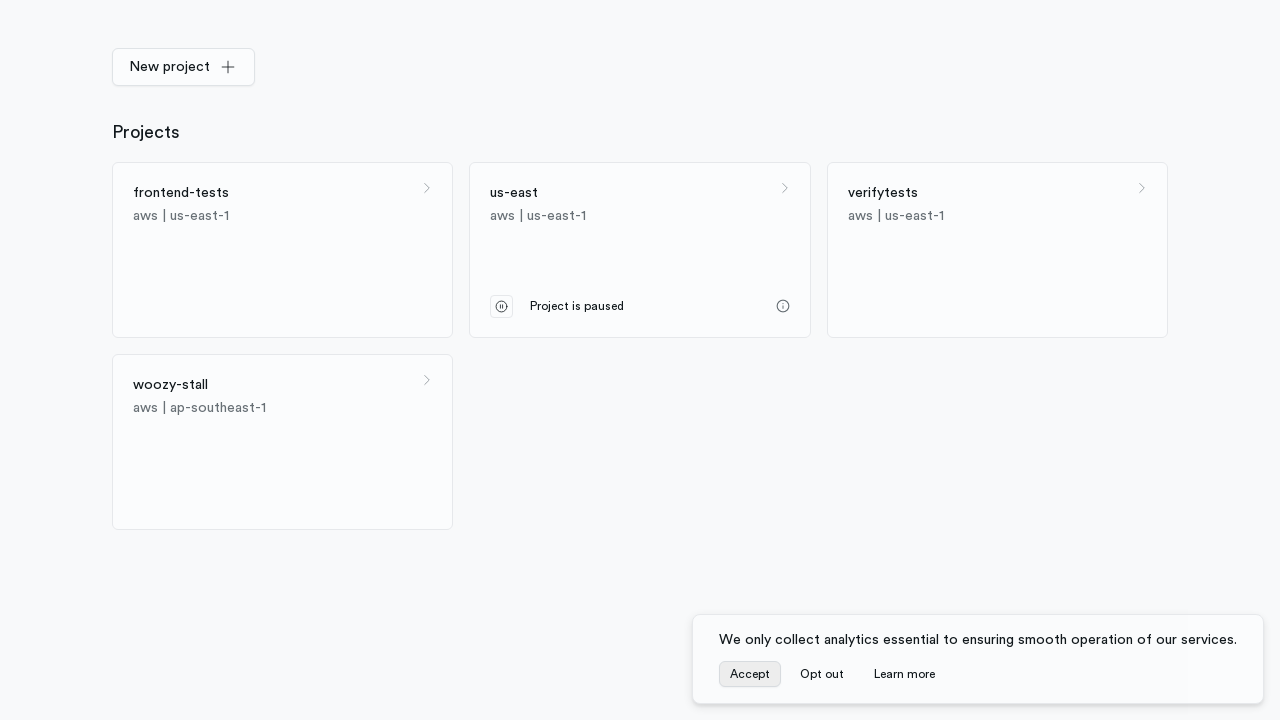 New project
Projects
frontend-tests
aws | us-east-1
us-east
aws | us-east-1
Project is paused
verifytests
aws | us-east-1
woozy-stall
aws | ap-southeast-1
We only collect analytics essential to ensuring smooth operation of our services.
Accept
Opt out
Learn more